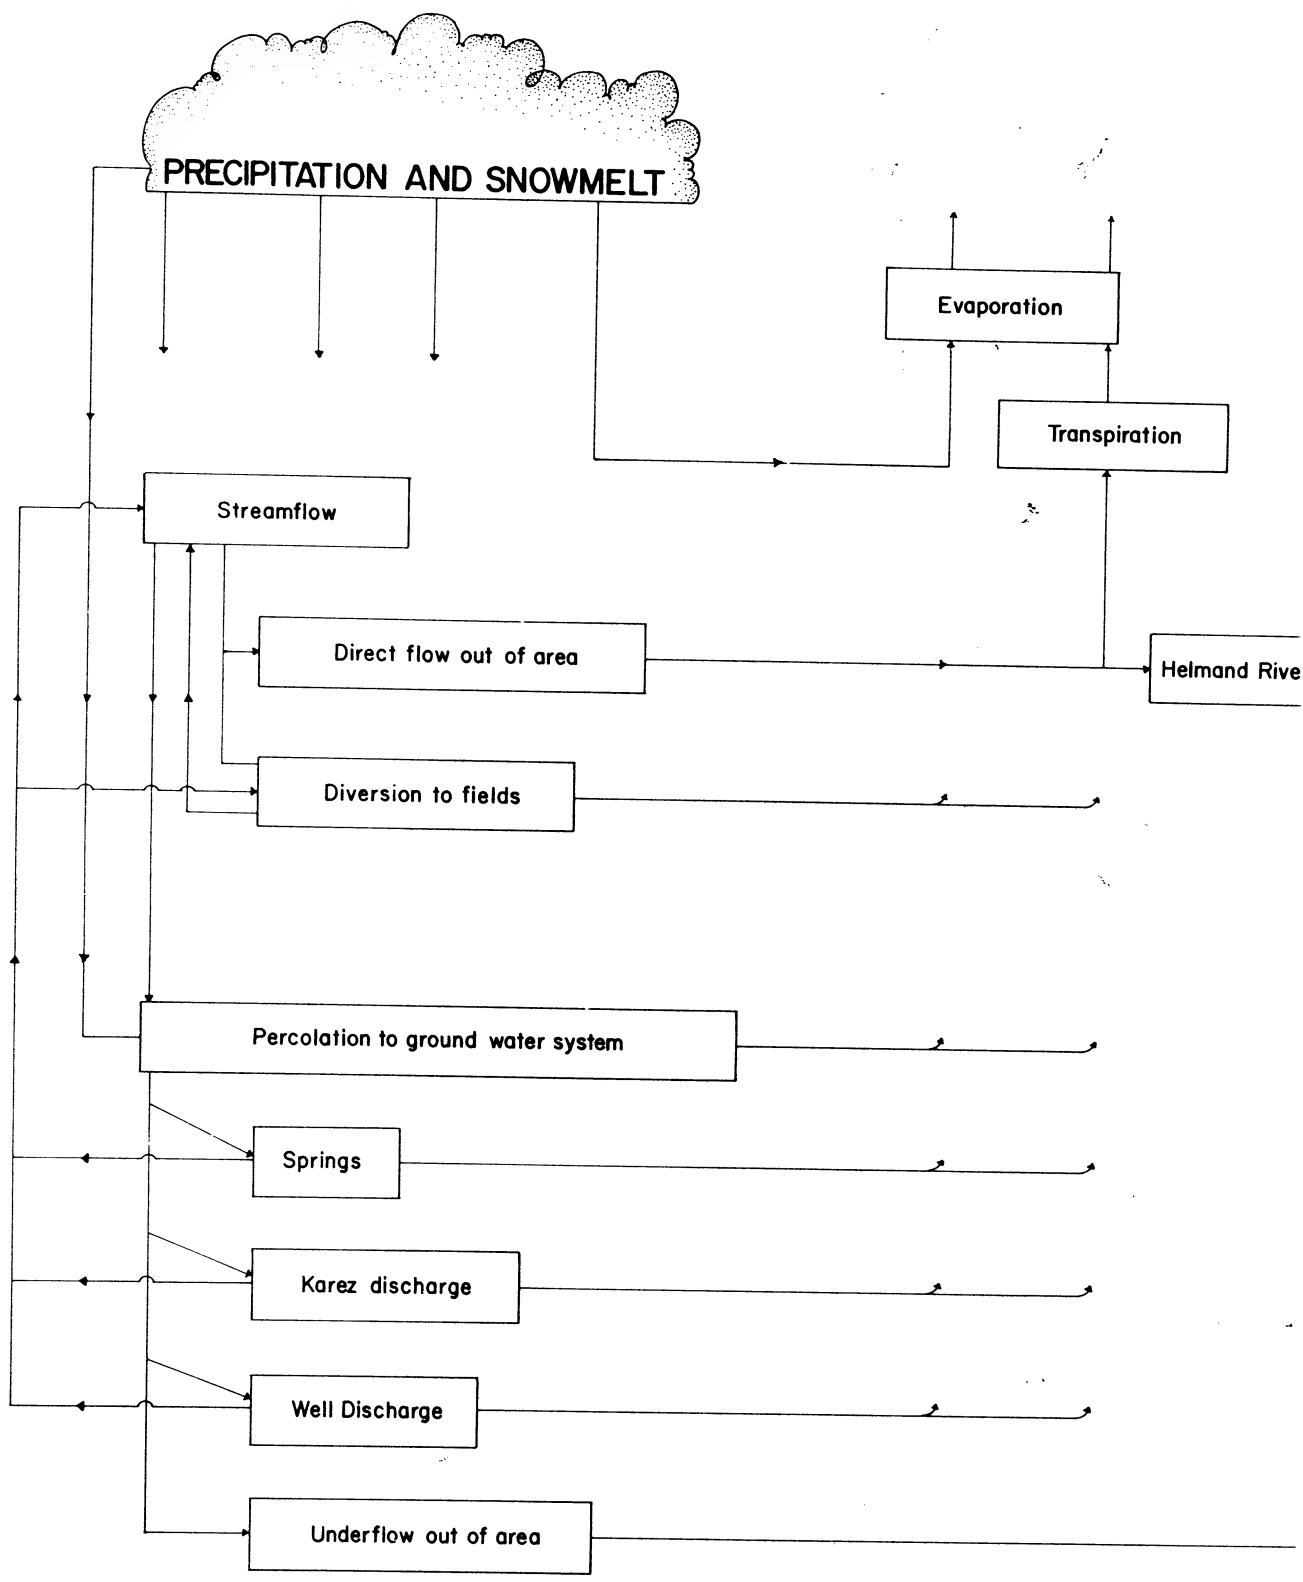 PRECIPITATION AND SNOWMELT
Evaporation
Transpiration
Streamflow
Direct flow out of area
Helmand Rive
Diversion to fields
Percolation to ground water system
Springs
Karez discharge
Well Discharge
Underflow out of area